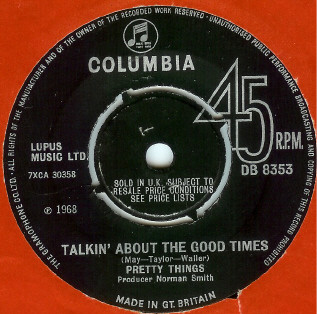 THE GRAMOPHONE CO. LTD. • ALL RIGHTS OF THE MANUFACTURER AND OF THE OWNER OF THE RECORDED WORK RESERVED • UNAUTHORISED PUBLIC PERFORMANCE BROADCASTING AND COPYING OF THIS RECORD PROHIBITED
COLUMBIA
45
R.P.M.
LUPUS
MUSIC LTD.
7XCA 30358
DB 8353
SOLD IN U.K. SUBJECT TO
RESALE PRICE CONDITIONS
SEE PRICE LISTS
℗ 1968
TALKIN' ABOUT THE GOOD TIMES
(May—Taylor—Waller)
PRETTY THINGS
Producer Norman Smith
MADE IN GT. BRITAIN